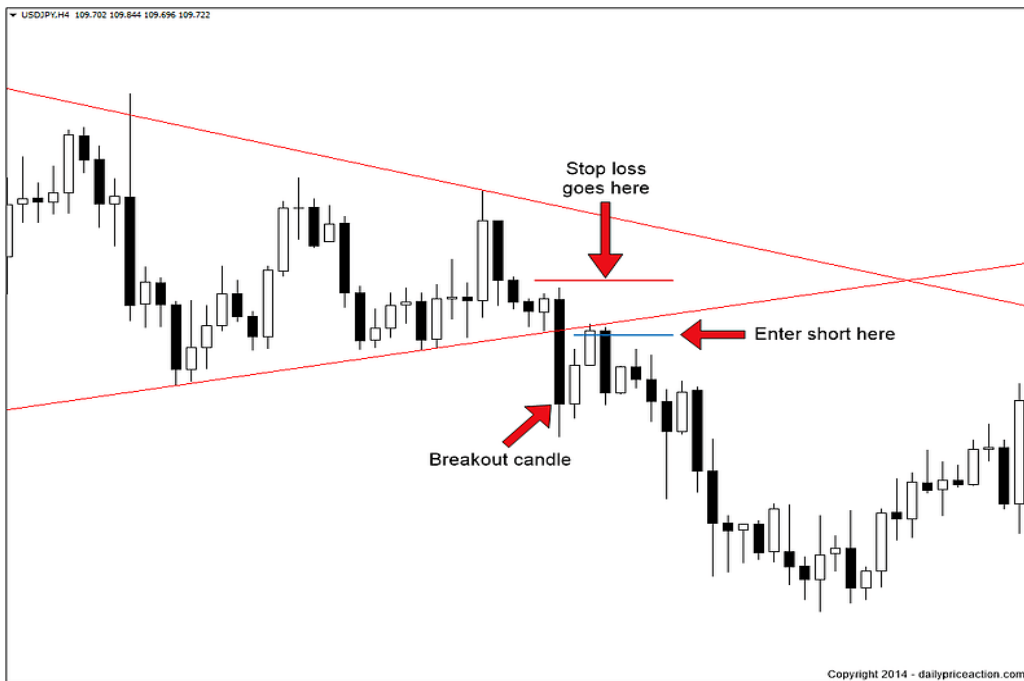 USDJPY,H4 109.702 109.844 109.696 109.722
Stop loss
goes here
Enter short here
Breakout candle
Copyright 2014 - dailypriceaction.com